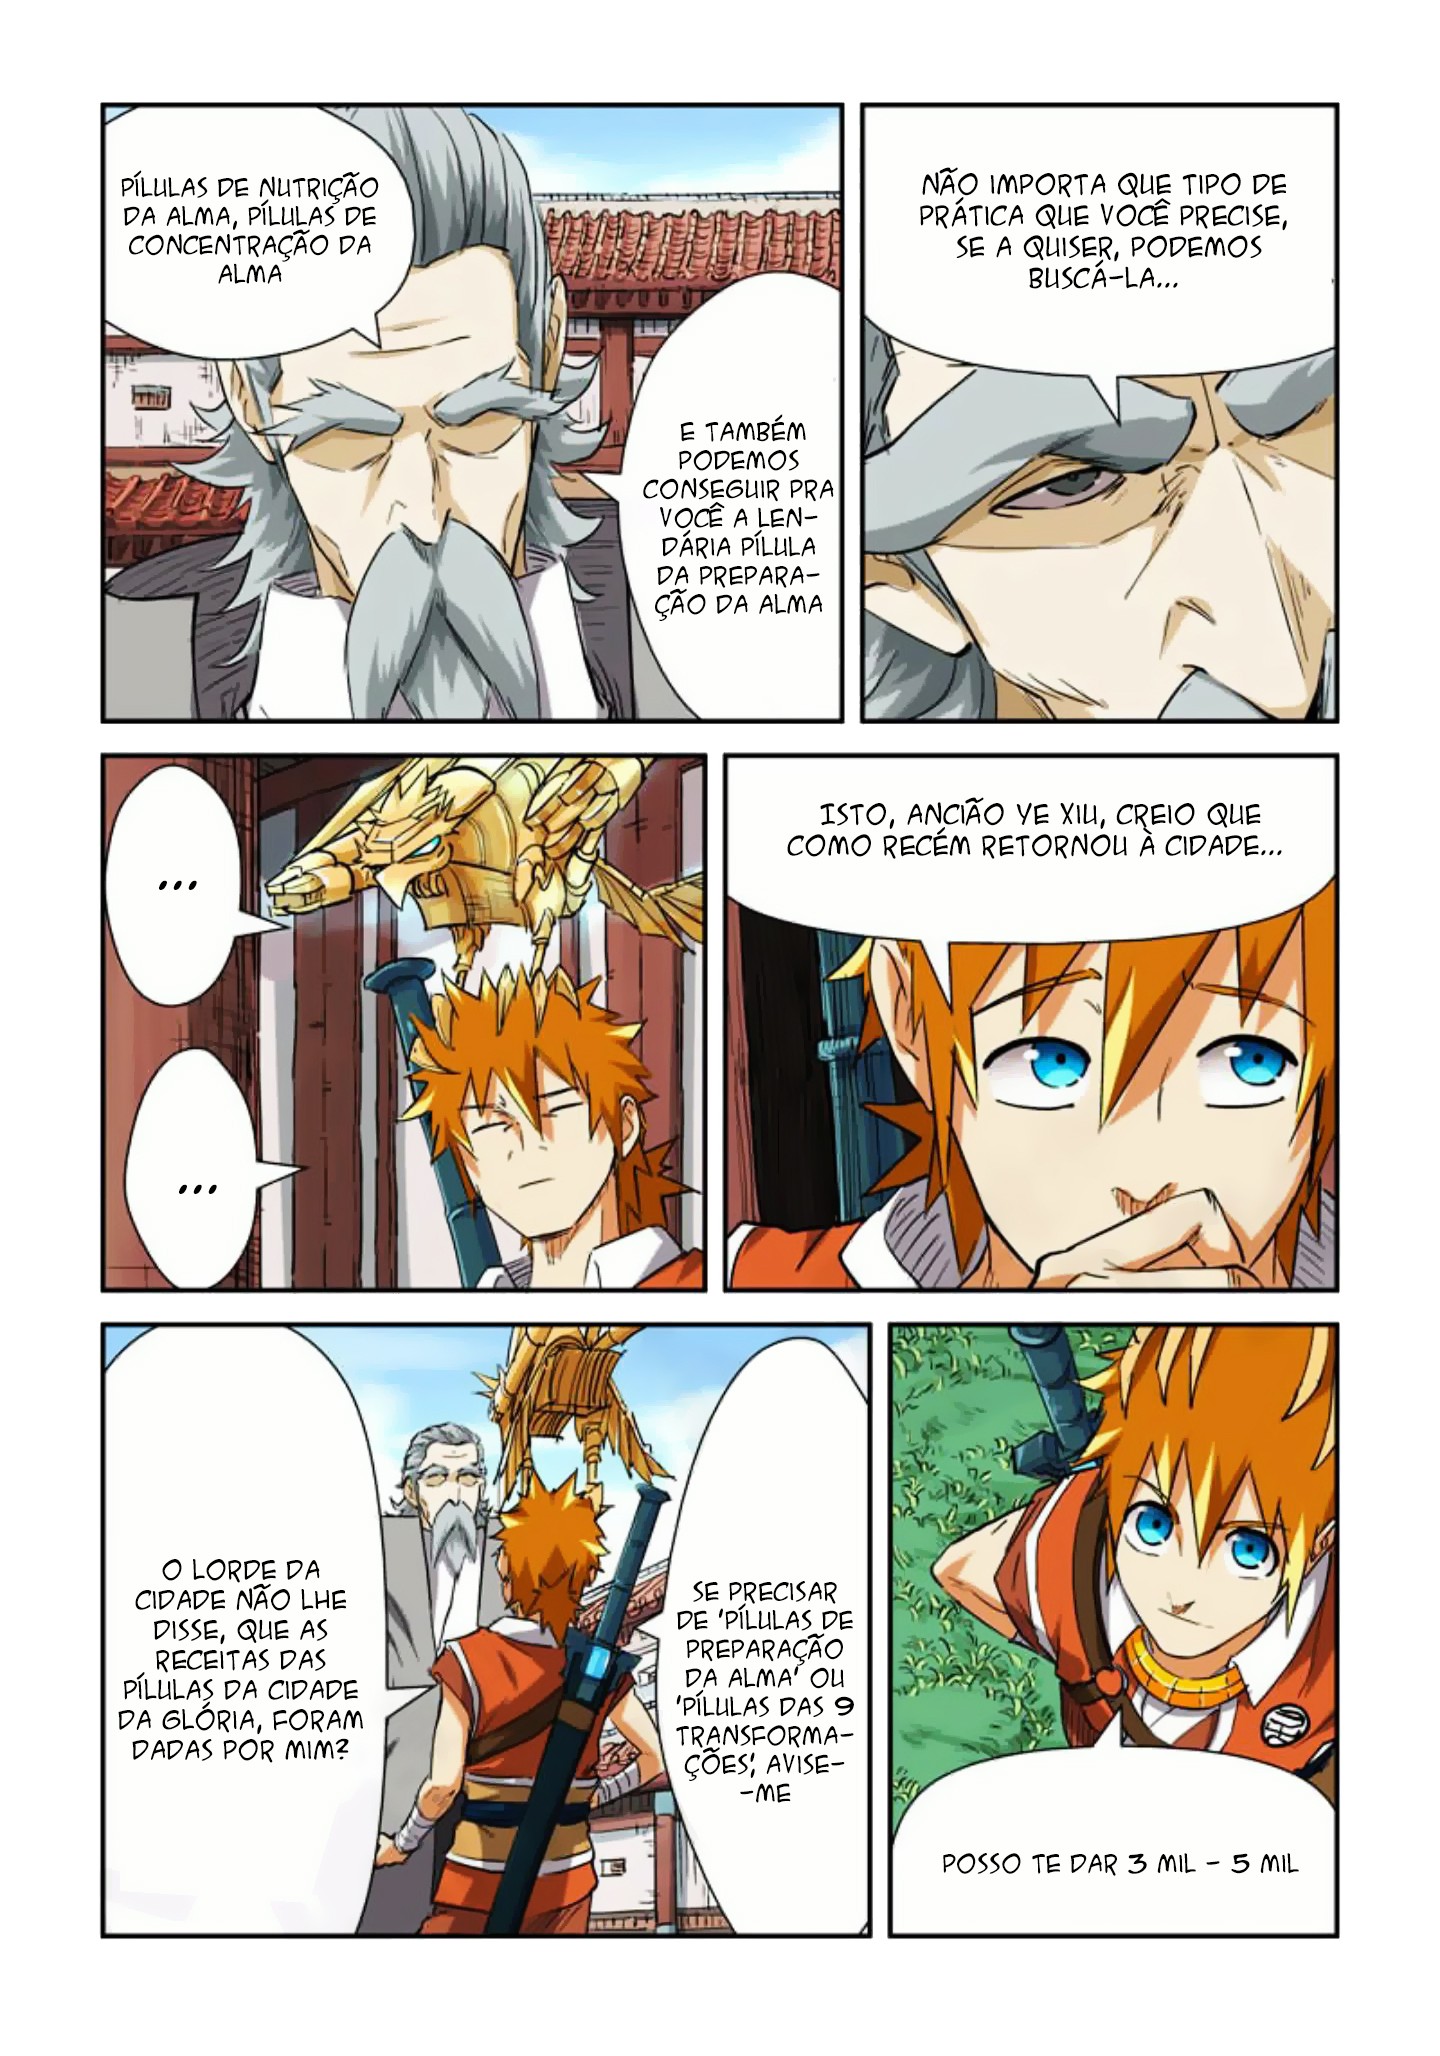 PÍLULAS DE NUTRIÇÃO
DA ALMA, PÍLULAS DE
CONCENTRAÇÃO DA
ALMA
E TAMBÉM
PODEMOS
CONSEGUIR PRA
VOCÊ A LEN-
DÁRIA PÍLULA
DA PREPARA-
ÇÃO DA ALMA
NÃO IMPORTA QUE TIPO DE
PRÁTICA QUE VOCÊ PRECISE,
SE A QUISER, PODEMOS
BUSCÁ-LA...
...
...
ISTO, ANCIÃO YE XIU, CREIO QUE
COMO RECÉM RETORNOU À CIDADE...
O LORDE DA
CIDADE NÃO LHE
DISSE, QUE AS
RECEITAS DAS
PÍLULAS DA CIDADE
DA GLÓRIA, FORAM
DADAS POR MIM?
SE PRECISAR
DE 'PÍLULAS DE
PREPARAÇÃO
DA ALMA' OU
'PÍLULAS DAS 9
TRANSFORMA-
ÇÕES', AVISE-
-ME
POSSO TE DAR 3 MIL - 5 MIL